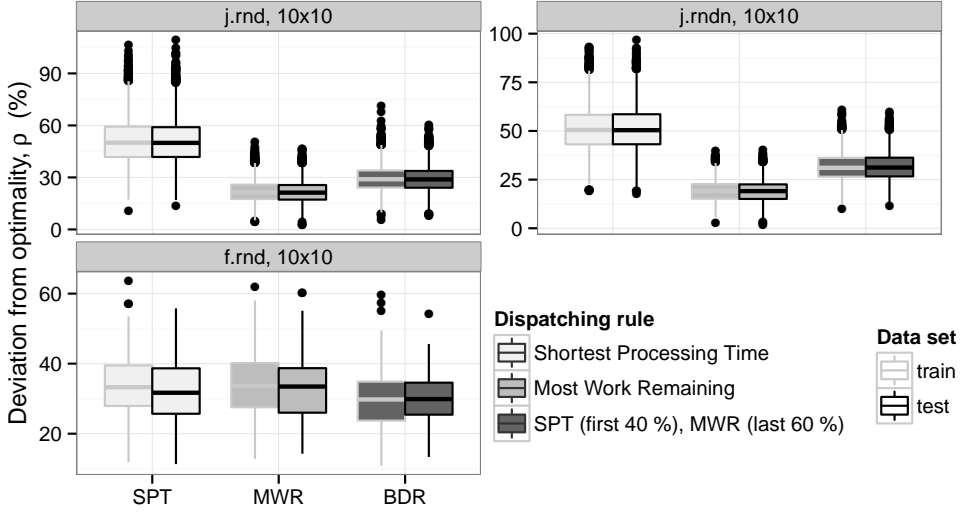 j.rnd, 10x10
j.rndn, 10x10
Deviation from optimality, ρ (%)
90
60
30
0
100
75
50
25
0
f.rnd, 10x10
60
40
20
SPT MWR BDR
Dispatching rule
Shortest Processing Time
Most Work Remaining
SPT (first 40 %), MWR (last 60 %)
Data set
train
test